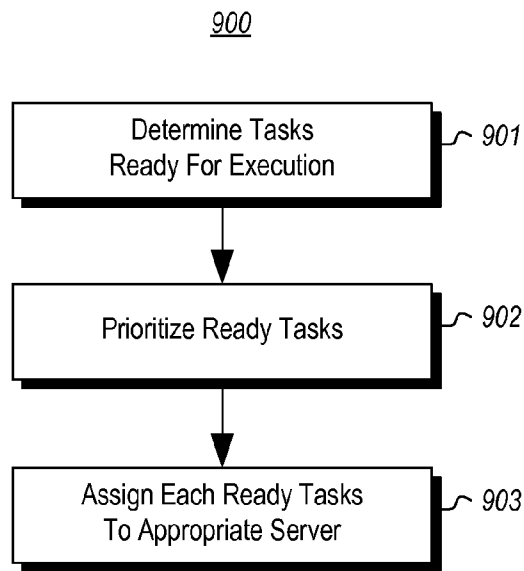 900
Determine Tasks
Ready For Execution
901
Prioritize Ready Tasks
902
Assign Each Ready Tasks
To Appropriate Server
903